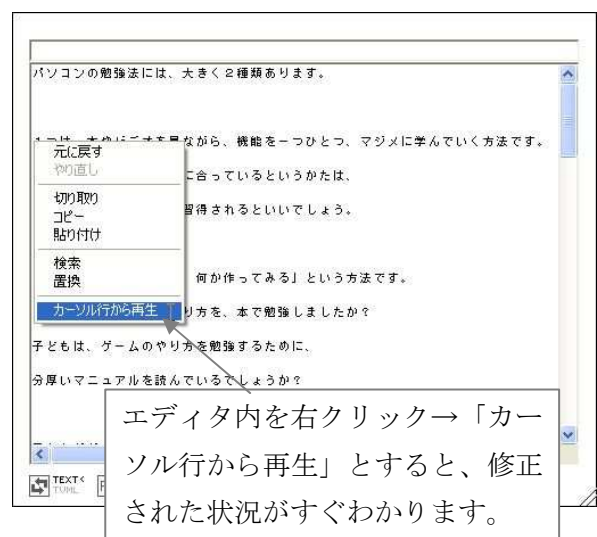 パソコンの勉強法には、大きく２種類あります。
ながら、機能を一つひとつ、マジメに学んでいく方法です。
元に戻す
やり直し
に合っているというかたは、
切り取り
コピー
習得されるといいでしょう。
貼り付け
検索
置換
何か作ってみる」という方法です。
カーソル行から再生
り方を、本で勉強しましたか？
子どもは、ゲームのやり方を勉強するために、
分厚いマニュアルを読んでいるでしょうか？
エディタ内を右クリック→「カー
ソル行から再生」とすると、修正
された状況がすぐわかります。
TEXT
TVML